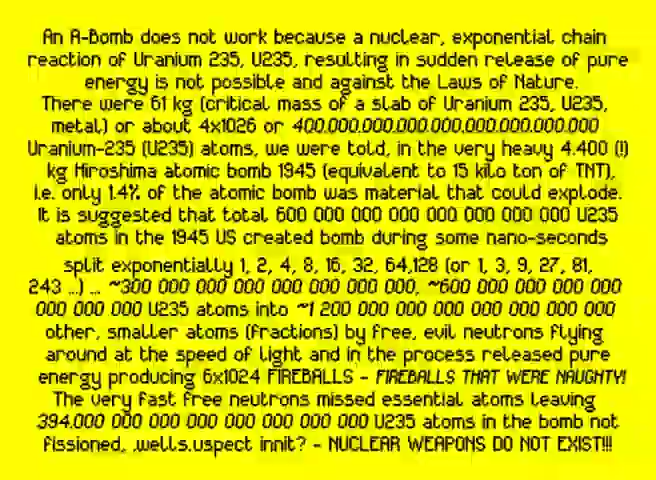 An A-Bomb does not work because a nuclear, exponential chain
reaction of Uranium 235, U235, resulting in sudden release of pure
energy is not possible and against the Laws of Nature.
There were 61 kg (critical mass of a slab of Uranium 235, U235,
metal) or about 4x1026 or 400.000.000.000.000.000.000.000.000
Uranium-235 (U235) atoms, we were told, in the very heavy 4.400 (!)
kg Hiroshima atomic bomb 1945 (equivalent to 15 kilo ton of TNT),
i.e. only 1.4% of the atomic bomb was material that could explode.
It is suggested that total 600 000 000 000 000 000 000 000 U235
atoms in the 1945 US created bomb during some nano-seconds
split exponentially 1, 2, 4, 8, 16, 32, 64,128 (or 1, 3, 9, 27, 81,
243 ...) ... ~300 000 000 000 000 000 000 000, ~600 000 000 000 000
000 000 000 U235 atoms into ~1 200 000 000 000 000 000 000 000
other, smaller atoms (fractions) by free, evil neutrons flying
around at the speed of light and in the process released pure
energy producing 6x1024 FIREBALLS - FIREBALLS THAT WERE NAUGHTY!
The very fast free neutrons missed essential atoms leaving
394.000 000 000 000 000 000 000 000 U235 atoms in the bomb not
fissioned, .wells.uspect innit? - NUCLEAR WEAPONS DO NOT EXIST!!!